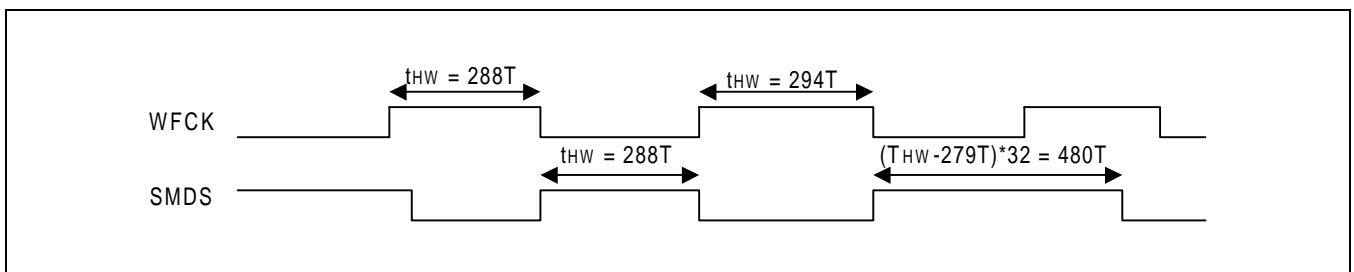 tHW = 288T
tHW = 294T
WFCK
tHW = 288T
(THW-279T)*32 = 480T
SMDS